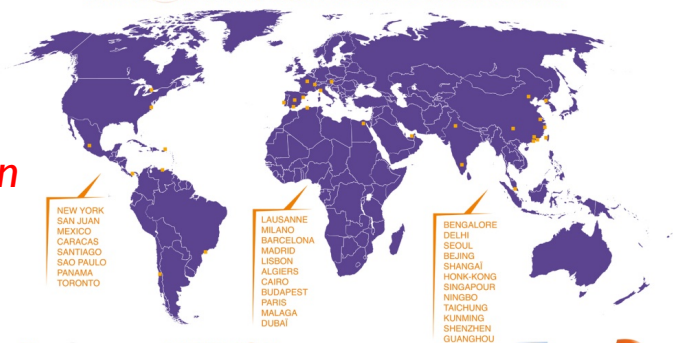 n
NEW YORK
SAN JUAN
MEXICO
CARACAS
SANTIAGO
SAO PAULO
PANAMA
TORONTO
LAUSANNE
MILANO
BARCELONA
MADRID
LISBON
ALGIERS
CAIRO
BUDAPEST
PARIS
MALAGA
DUBAÏ
BENGALORE
DELHI
SEOUL
BEJING
SHANGAÏ
HONK-KONG
SINGAPOUR
NINGBO
TAICHUNG
KUNMING
SHENZHEN
GUANGHOU